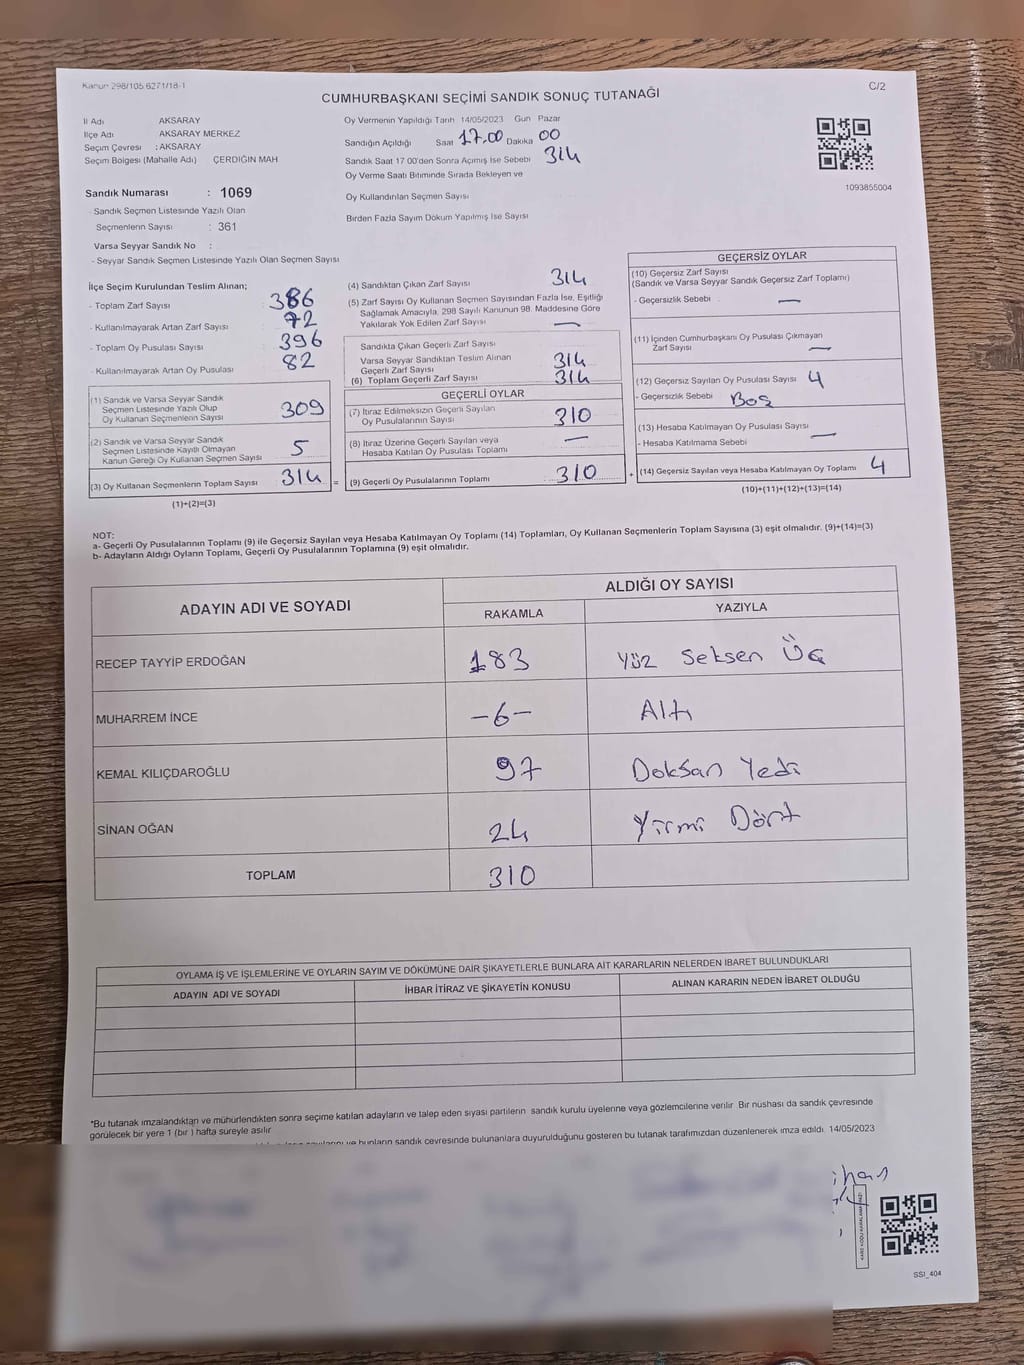 Kanun 298/105,6271/18-1
C/2
CUMHURBAŞKANI SEÇİMİ SANDIK SONUÇ TUTANAĞI
İl Adı AKSARAY
İlçe Adı AKSARAY MERKEZ
Seçim Çevresi : AKSARAY
Seçim Bölgesi (Mahalle Adı) ÇERDİĞİN MAH
Sandık Numarası : 1069
- Sandık Seçmen Listesinde Yazılı Olan
Seçmenlerin Sayısı : 361
Varsa Seyyar Sandık No :
- Seyyar Sandık Seçmen Listesinde Yazılı Olan Seçmen Sayısı
Oy Vermenin Yapıldığı Tarih 14/05/2023 Gün Pazar
Sandığın Açıldığı Saat 17.00 Dakika 00
Sandık Saat 17 00'den Sonra Açmış İse Sebebi 314
Oy Verme Saati Bitiminde Sırada Bekleyen ve
Oy Kullandırılan Seçmen Sayısı
Birden Fazla Sayım Döküm Yapılmış İse Sayısı
1093855004
İlçe Seçim Kurulundan Teslim Alınan;
- Toplam Zarf Sayısı 386
- Kullanılmayarak Artan Zarf Sayısı 72
- Toplam Oy Pusulası Sayısı 396
- Kullanılmayarak Artan Oy Pusulası 82
(1) Sandık ve Varsa Seyyar Sandık
Seçmen Listesinde Yazılı Olup
Oy Kullanan Seçmenlerin Sayısı 309
(2) Sandık ve Varsa Seyyar Sandık
Seçmen Listesinde Kayıtlı Olmayan
Kanun Gereği Oy Kullanan Seçmen Sayısı 5
(3) Oy Kullanan Seçmenlerin Toplam Sayısı 314 =
(1)+(2)=(3)
(4) Sandıktan Çıkan Zarf Sayısı 314
(5) Zarf Sayısı Oy Kullanan Seçmen Sayısından Fazla İse, Eşitliği
Sağlamak Amacıyla, 298 Sayılı Kanunun 98. Maddesine Göre
Yakılarak Yok Edilen Zarf Sayısı —
Sandıkta Çıkan Geçerli Zarf Sayısı
Varsa Seyyar Sandıktan Teslim Alınan
Geçerli Zarf Sayısı 314
(6) Toplam Geçerli Zarf Sayısı 314
GEÇERLİ OYLAR
(7) İtiraz Edilmeksizin Geçerli Sayılan
Oy Pusulalarının Sayısı 310
(8) İtiraz Üzerine Geçerli Sayılan veya
Hesaba Katılan Oy Pusulası Toplamı —
(9) Geçerli Oy Pusulalarının Toplamı 310 +
GEÇERSİZ OYLAR
(10) Geçersiz Zarf Sayısı
(Sandık ve Varsa Seyyar Sandık Geçersiz Zarf Toplamı)
- Geçersizlik Sebebi —
(11) İçinden Cumhurbaşkanı Oy Pusulası Çıkmayan
Zarf Sayısı —
(12) Geçersiz Sayılan Oy Pusulası Sayısı 4
- Geçersizlik Sebebi Boş
(13) Hesaba Katılmayan Oy Pusulası Sayısı —
- Hesaba Katılmama Sebebi
(14) Geçersiz Sayılan veya Hesaba Katılmayan Oy Toplamı 4
(10)+(11)+(12)+(13)=(14)
NOT:
a- Geçerli Oy Pusulalarının Toplamı (9) ile Geçersiz Sayılan veya Hesaba Katılmayan Oy Toplamı (14) Toplamları, Oy Kullanan Seçmenlerin Toplam Sayısına (3) eşit olmalıdır. (9)+(14)=(3)
b- Adayların Aldığı Oyların Toplamı, Geçerli Oy Pusulalarının Toplamına (9) eşit olmalıdır.
ADAYIN ADI VE SOYADI
ALDIĞI OY SAYISI
RAKAMLA YAZIYLA
RECEP TAYYİP ERDOĞAN 183 Yüz Seksen Üç
MUHARREM İNCE -6- Altı
KEMAL KILIÇDAROĞLU 97 Doksan Yedi
SİNAN OĞAN 24 Yirmi Dört
TOPLAM 310
OYLAMA İŞ VE İŞLEMLERİNE VE OYLARIN SAYIM VE DÖKÜMÜNE DAİR ŞİKAYETLERLE BUNLARA AİT KARARLARIN NELERDEN İBARET BULUNDUKLARI
ADAYIN ADI VE SOYADI İHBAR İTİRAZ VE ŞİKAYETİN KONUSU ALINAN KARARIN NEDEN İBARET OLDUĞU
*Bu tutanak imzalandıktan ve mühürlendikten sonra seçime katılan adayların ve talep eden siyasi partilerin sandık kurulu üyelerine veya gözlemcilerine verilir Bir nüshası da sandık çevresinde
görülecek bir yere 1 (bir ) hafta süreyle asılır
ve bunların sandık çevresinde bulunanlara duyurulduğunu gösteren bu tutanak tarafımızdan düzenlenerek imza edildi. 14/05/2023
SSI_404